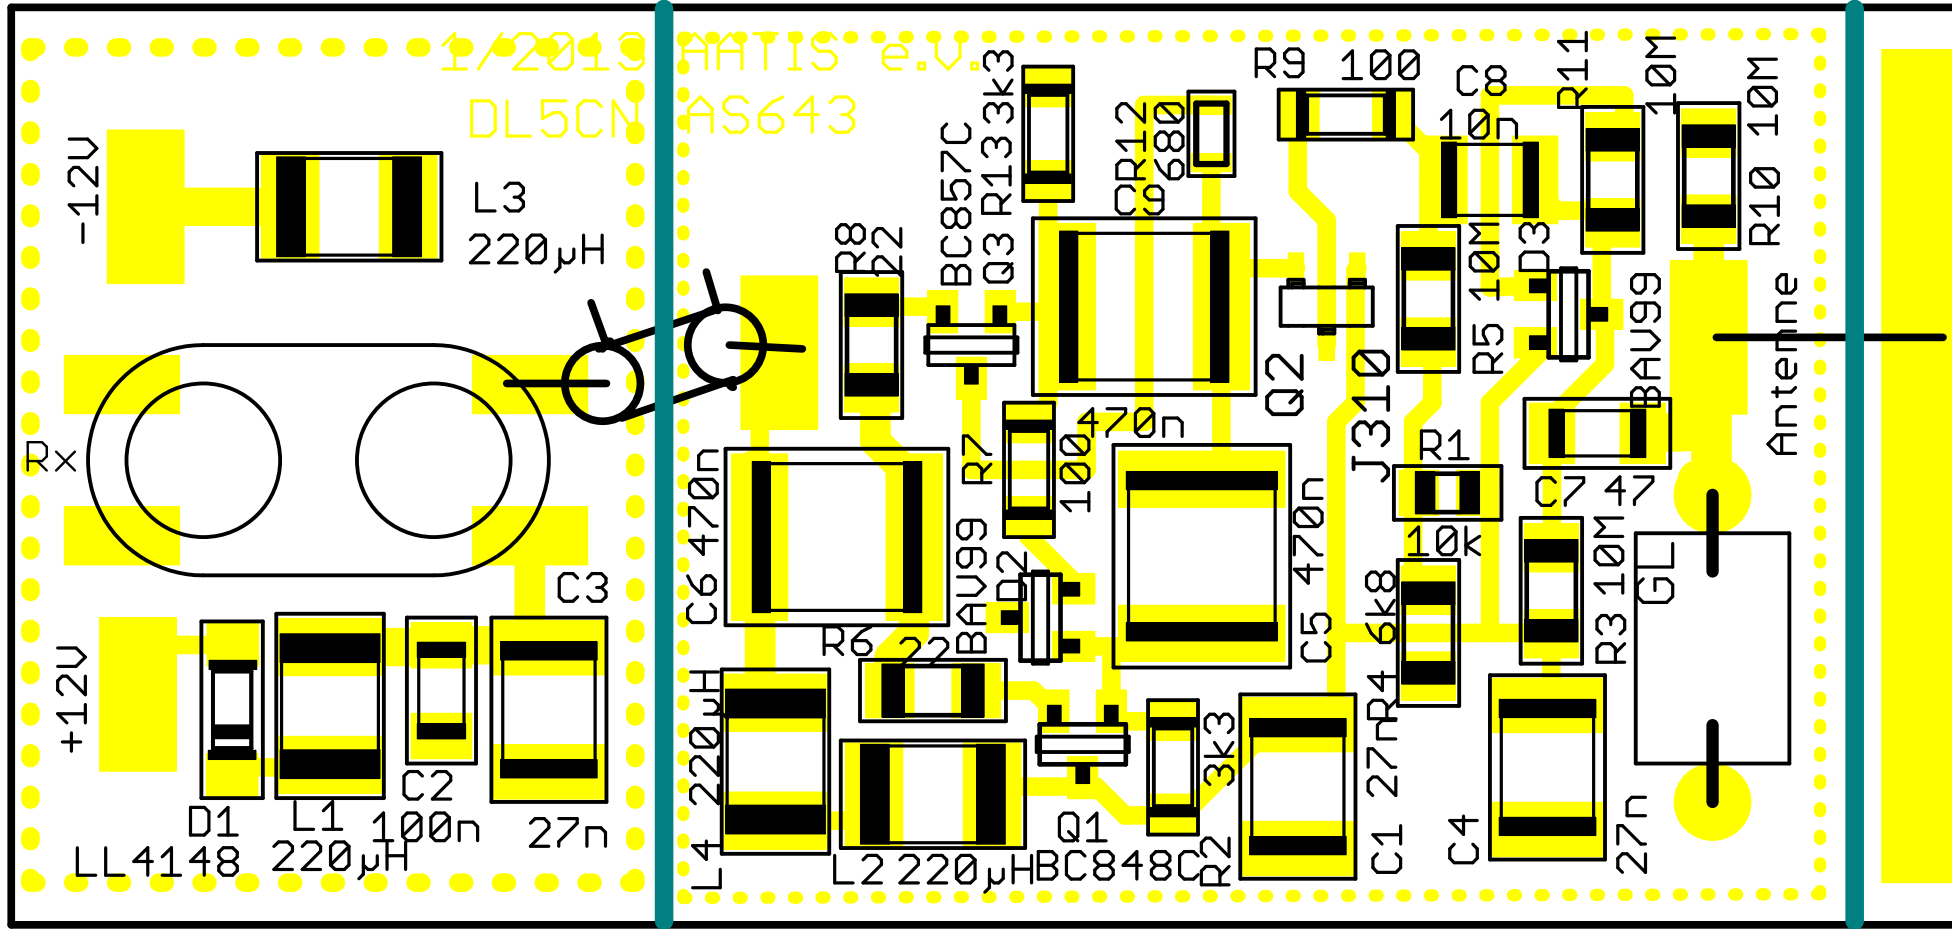 1/2013 AATIS e.V.
DL5CN AS643
-12V
L3
220µH
Rx
+12V
D1
LL4148
L1
220µH
C2
100n
C3
27n
R8
22
BC857C
Q3
R13 3k3
R12
680
C9
470n
R9 100
C8
10n
R11
10M
R10 10M
Q2
J310
R5 10M
D3
BAV99
Antenne
C6 470n
R7
100
BAV99
D2
R6 22
C5 470n
R1
10k
C7 47
R4 6k8
R3 10M
GL
L4 220µH
L2 220µH
Q1
BC848C
R2 3k3
C1 27n
C4
27n